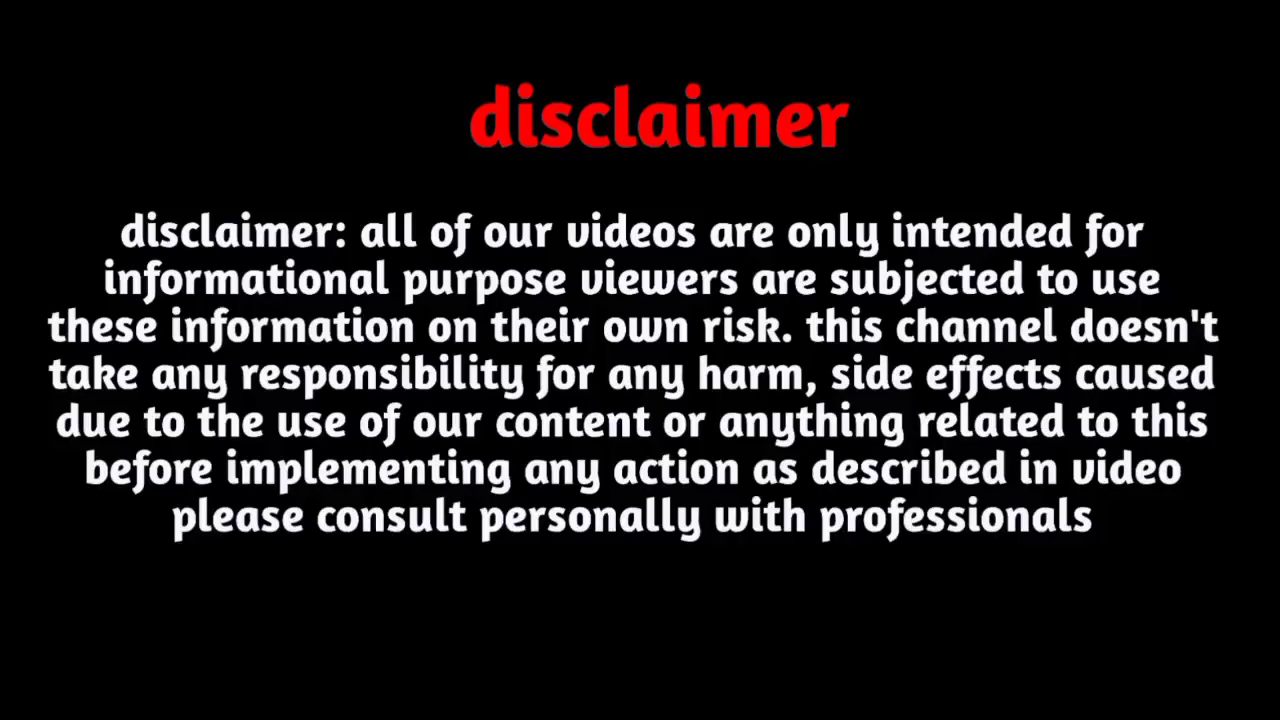 disclaimer
disclaimer: all of our videos are only intended for
informational purpose viewers are subjected to use
these information on their own risk. this channel doesn't
take any responsibility for any harm, side effects caused
due to the use of our content or anything related to this
before implementing any action as described in video
please consult personally with professionals